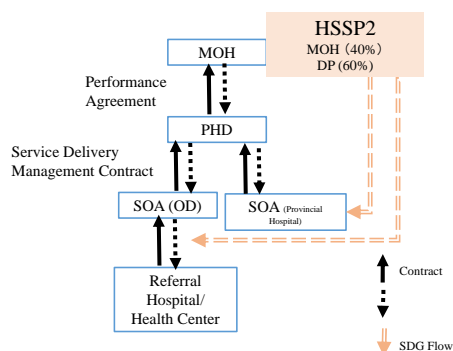 HSSP2
MOH (40%)
DP (60%)
MOH
Performance
Agreement
PHD
Service Delivery
Management Contract
SOA (OD)
SOA (Provincial
Hospital)
Referral
Hospital/
Health Center
Contract
SDG Flow